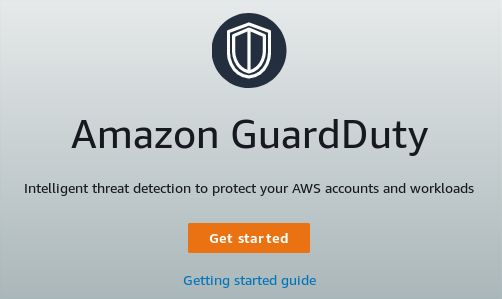 Amazon GuardDuty
Intelligent threat detection to protect your AWS accounts and workloads
Get started
Getting started guide